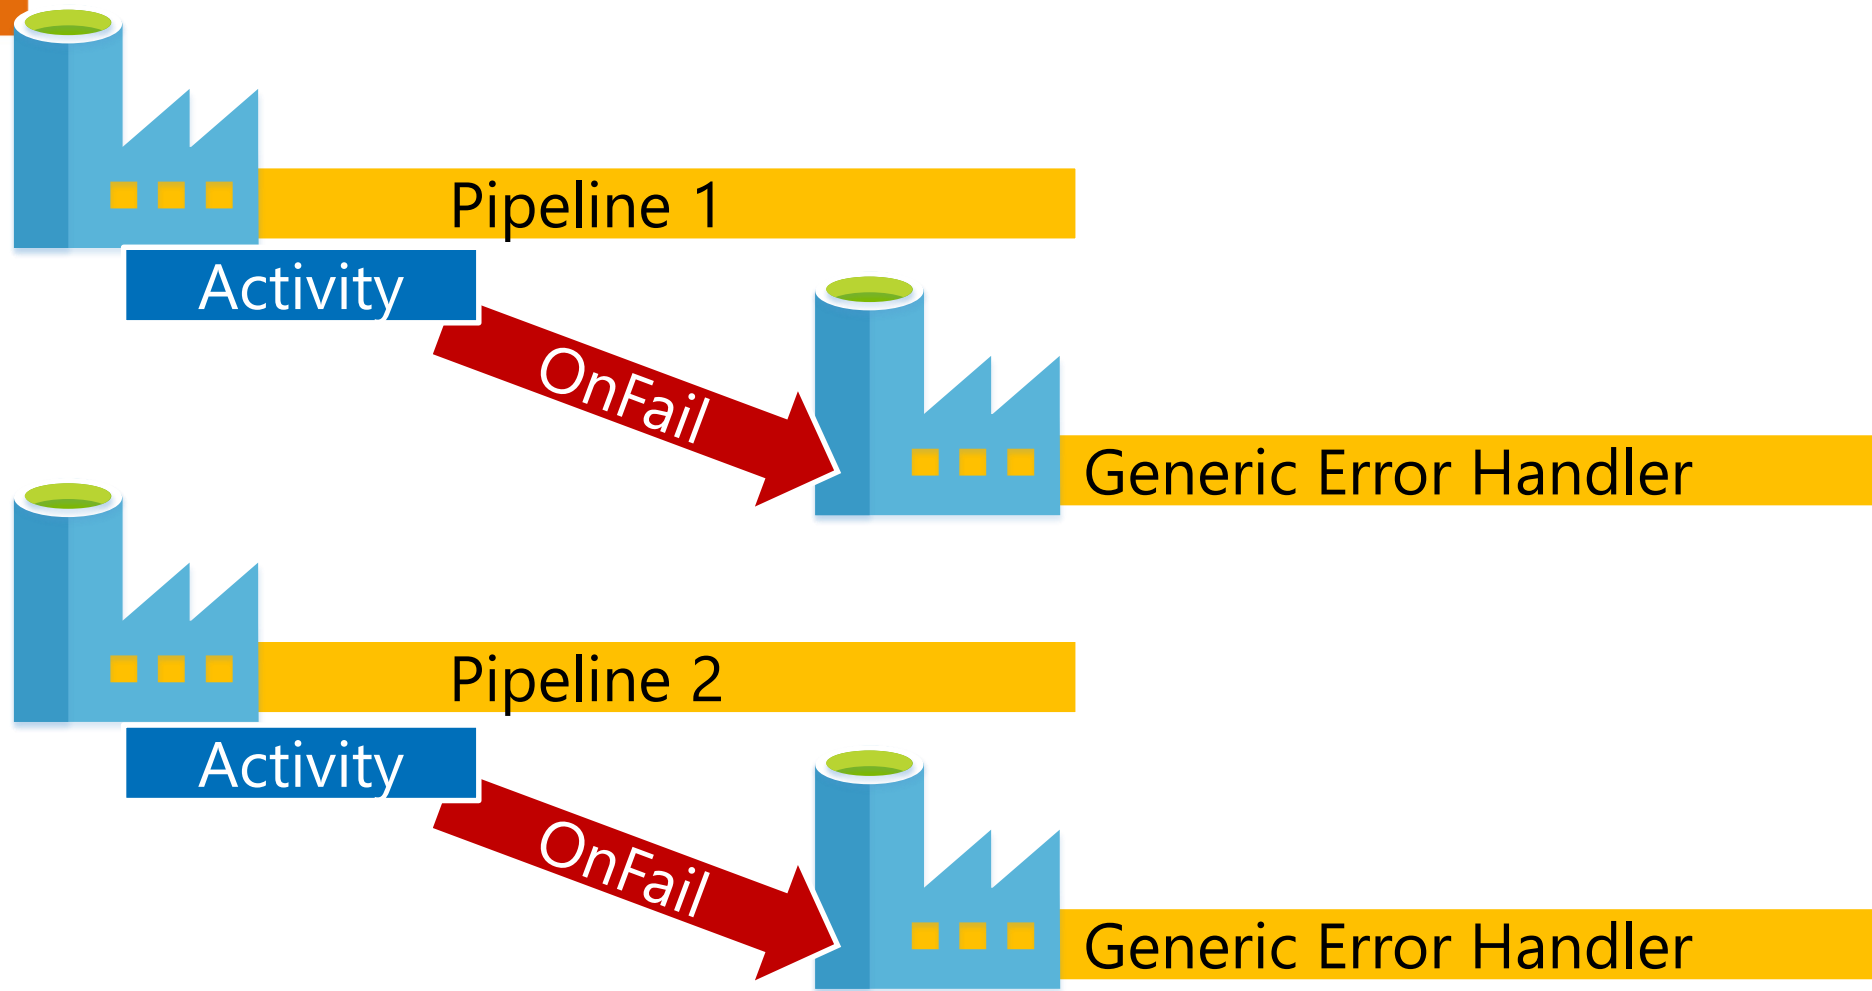 Pipeline 1
Activity
OnFail
Generic Error Handler
Pipeline 2
Activity
OnFail
Generic Error Handler